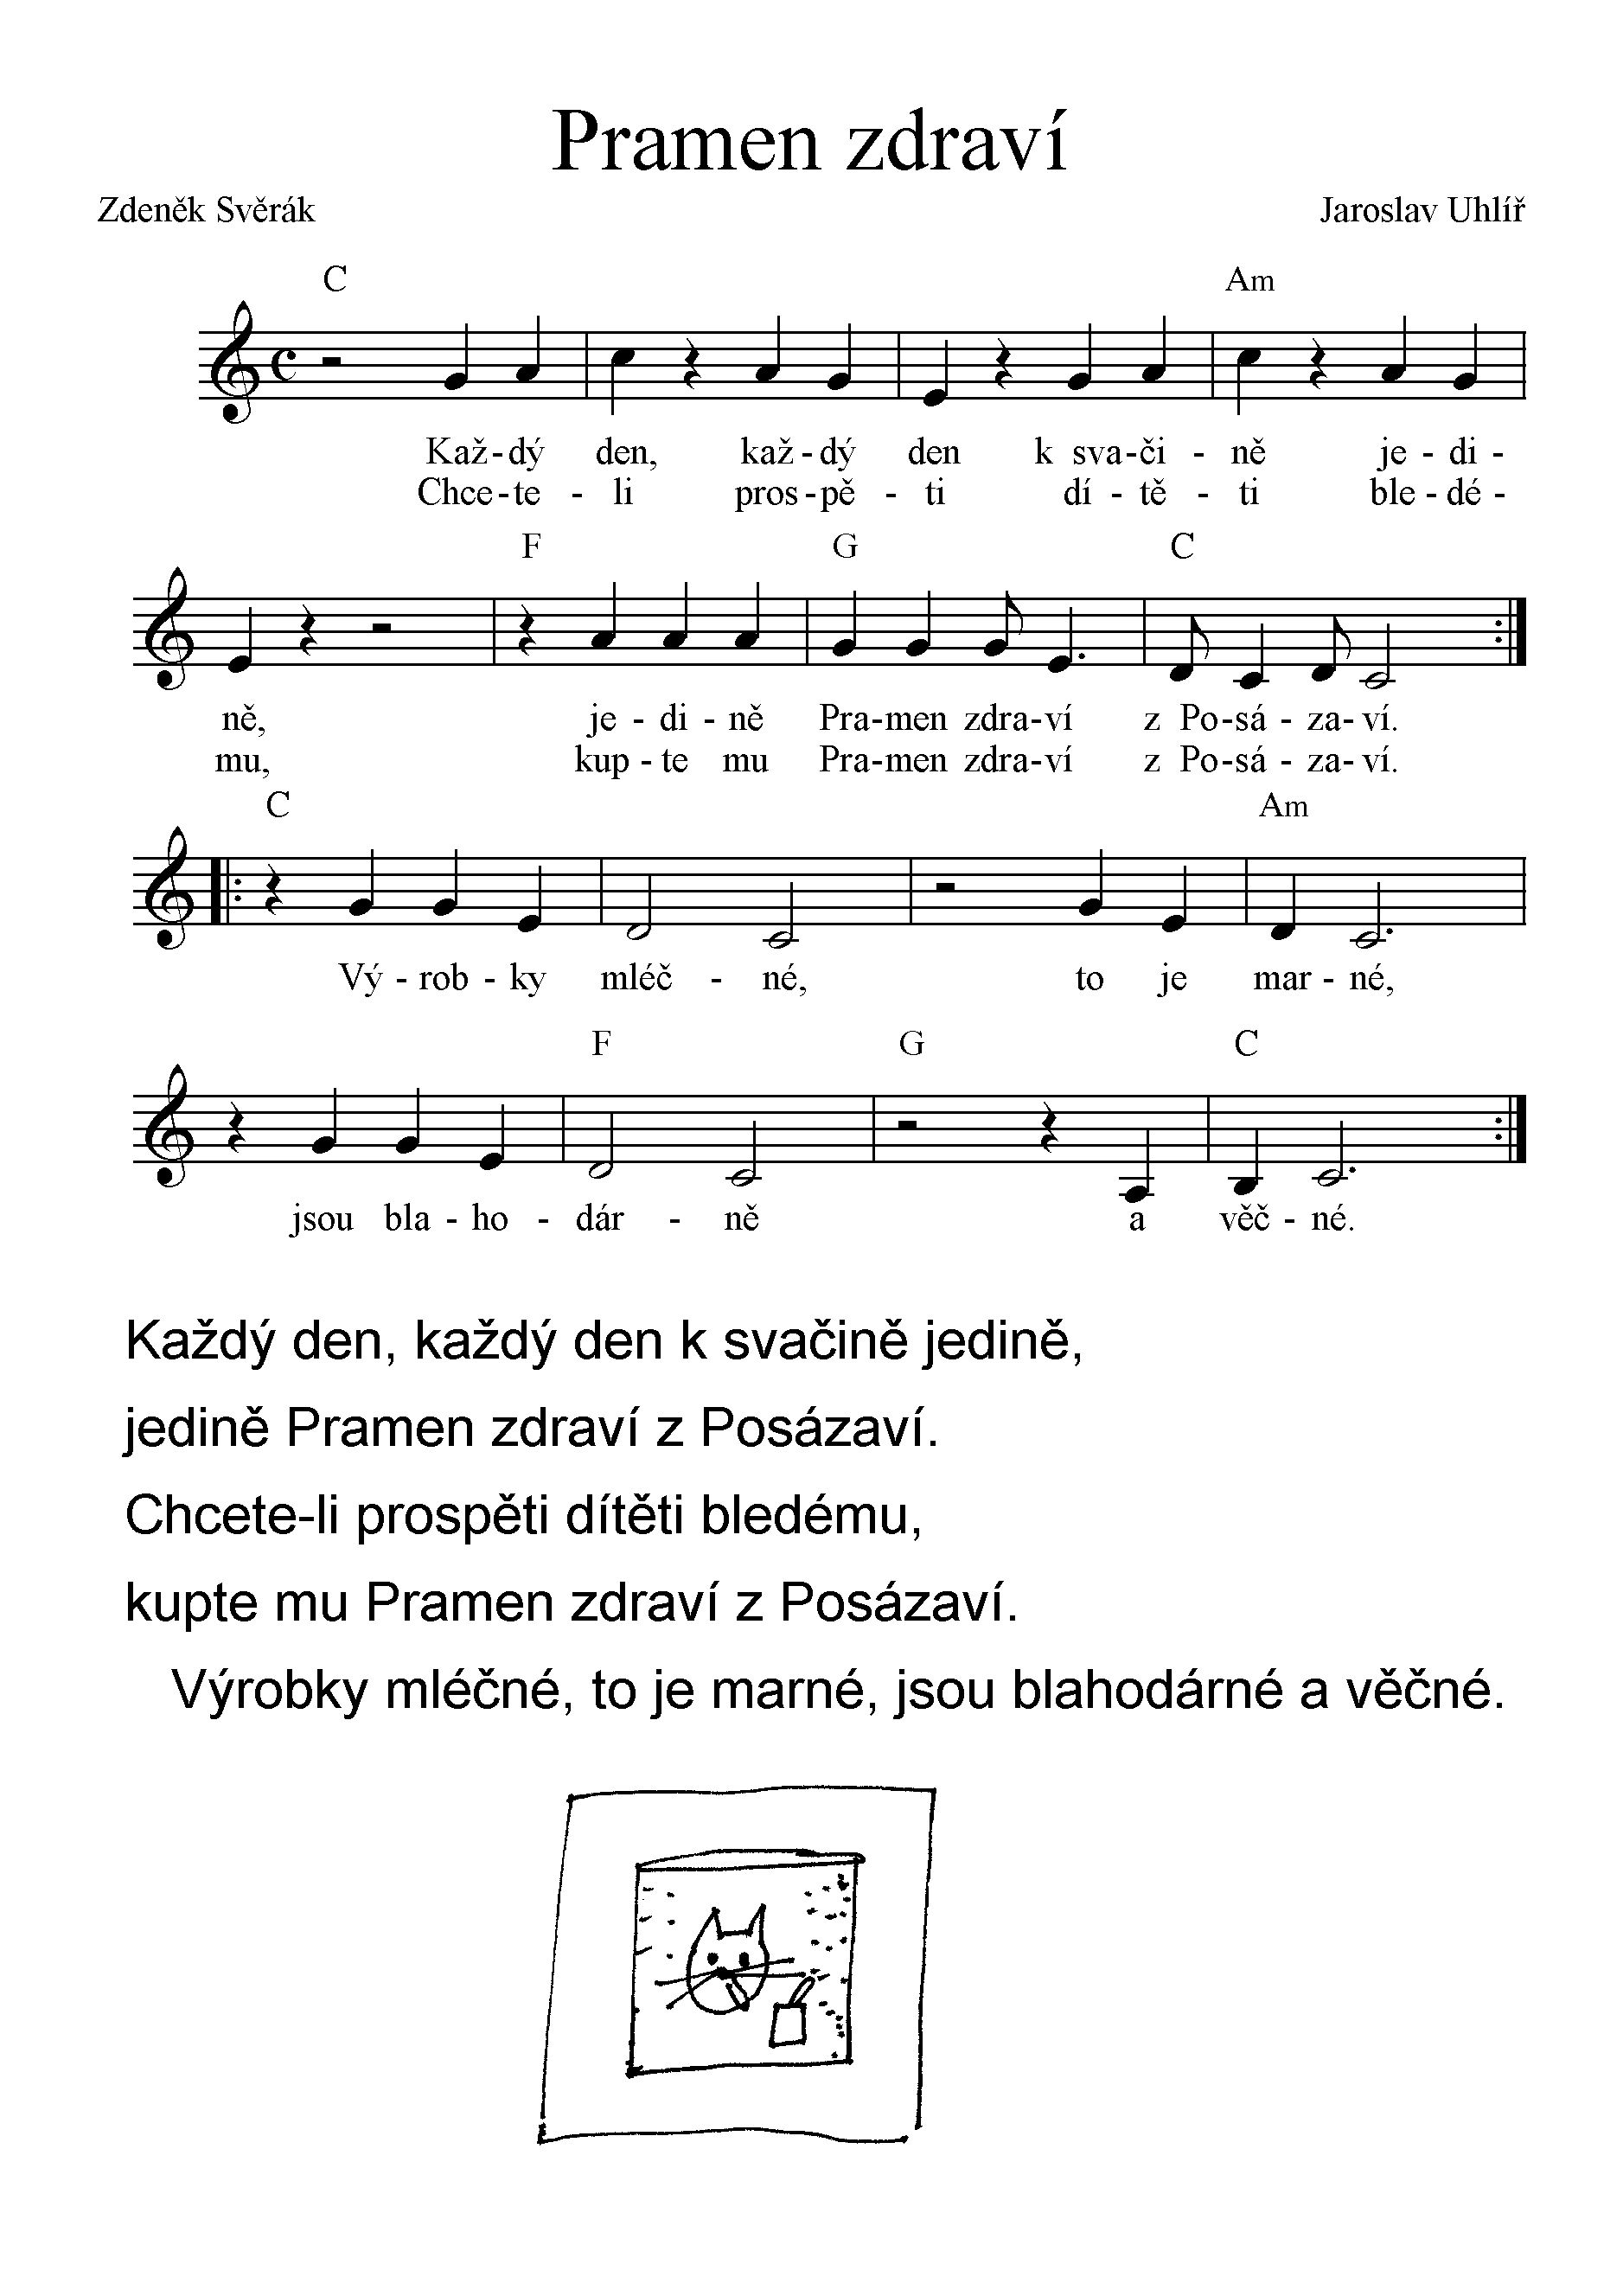 Pramen zdraví
Zdeněk Svěrák
Jaroslav Uhlíř
C Am
Kaž-dý den, kaž-dý den k sva-či - ně je - di -
Chce-te - li pros-pě - ti dí - tě - ti ble-dé -
F G C
ně, je - di - ně Pra-men zdra-ví z Po-sá - za- ví.
mu, kup - te mu Pra-men zdra-ví z Po-sá - za- ví.
C Am
Vý - rob - ky mléč - né, to je mar - né,
F G C
jsou bla - ho - dár - ně a věč - né.
Každý den, každý den k svačině jedině,
jedině Pramen zdraví z Posázaví.
Chcete-li prospěti dítěti bledému,
kupte mu Pramen zdraví z Posázaví.
Výrobky mléčné, to je marné, jsou blahodárné a věčné.